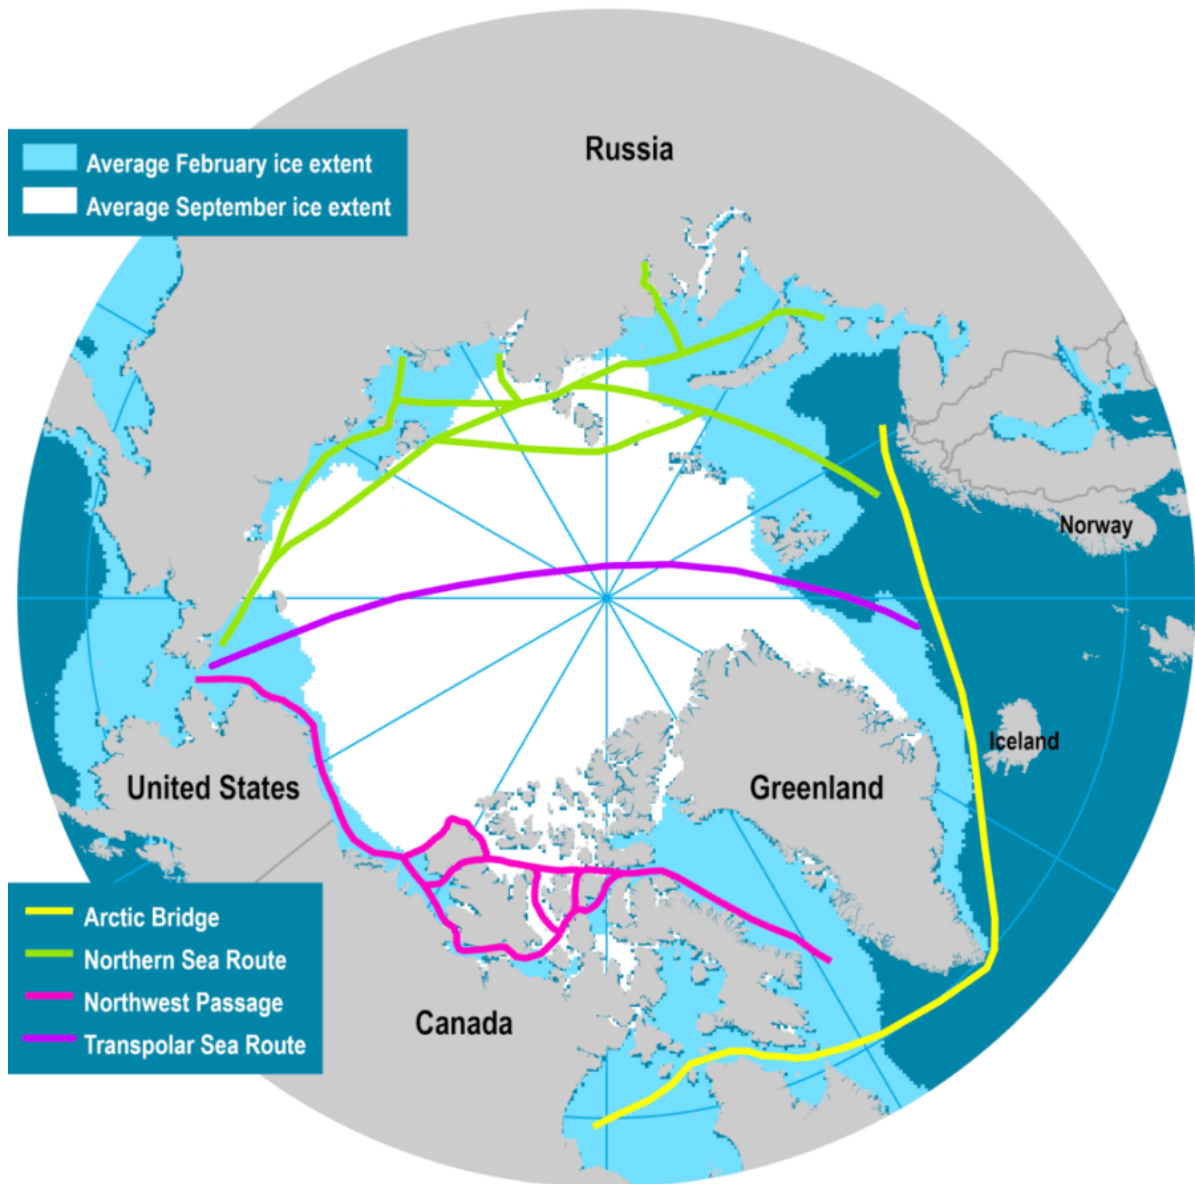 Russia
Average February ice extent
Average September ice extent
Norway
Iceland
United States
Greenland
Arctic Bridge
Northern Sea Route
Northwest Passage
Transpolar Sea Route
Canada